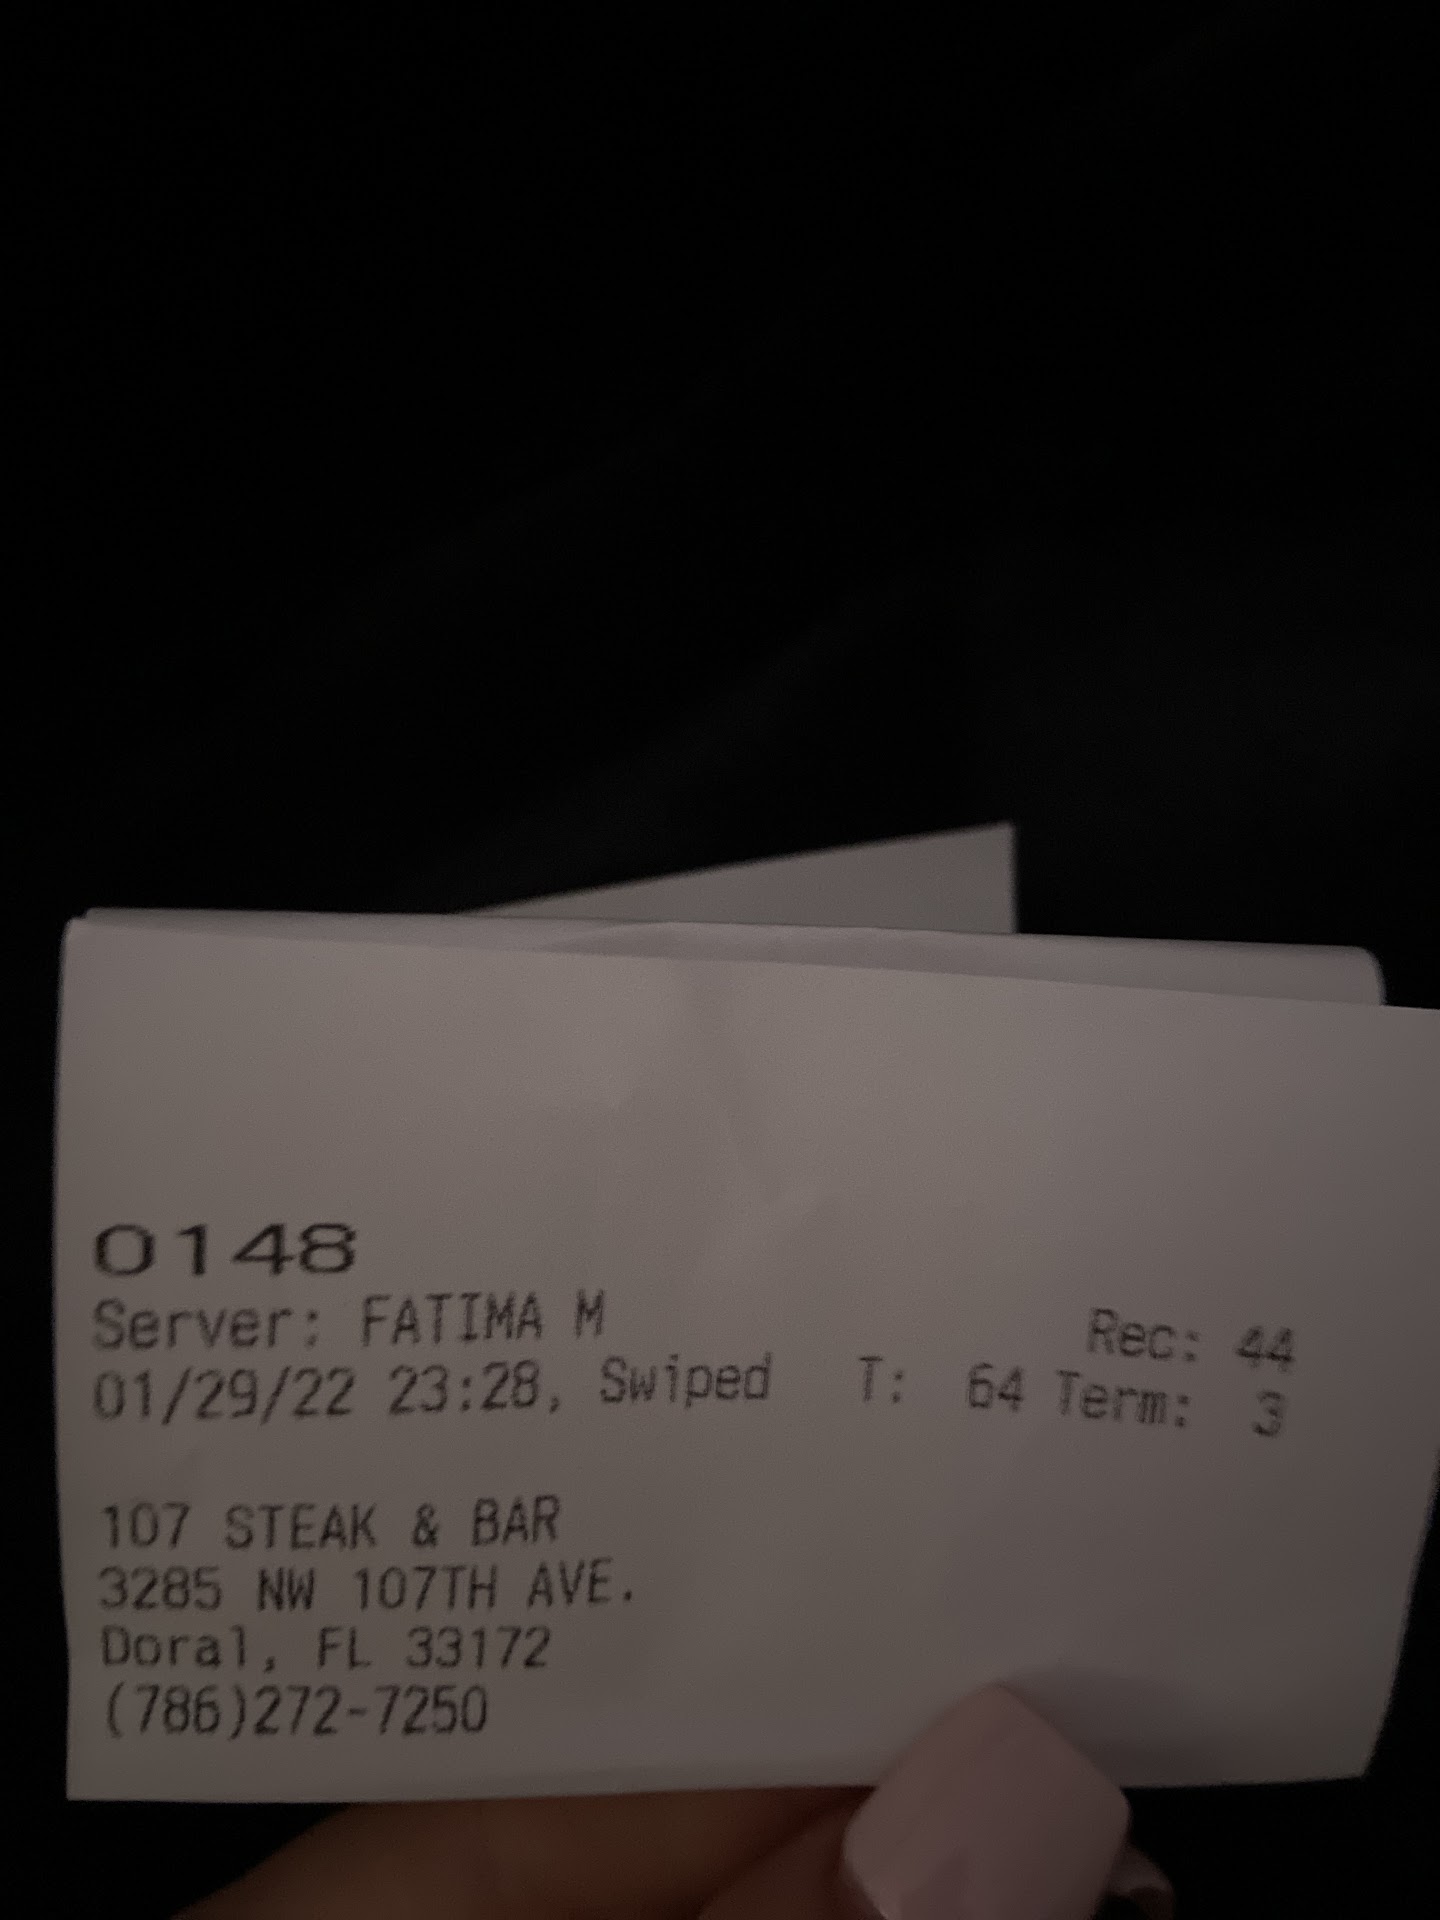 0148
Server: FATIMA M Rec: 44
01/29/22 23:28, Swiped T: 64 Term: 3
107 STEAK & BAR
3285 NW 107TH AVE.
Doral, FL 33172
(786)272-7250